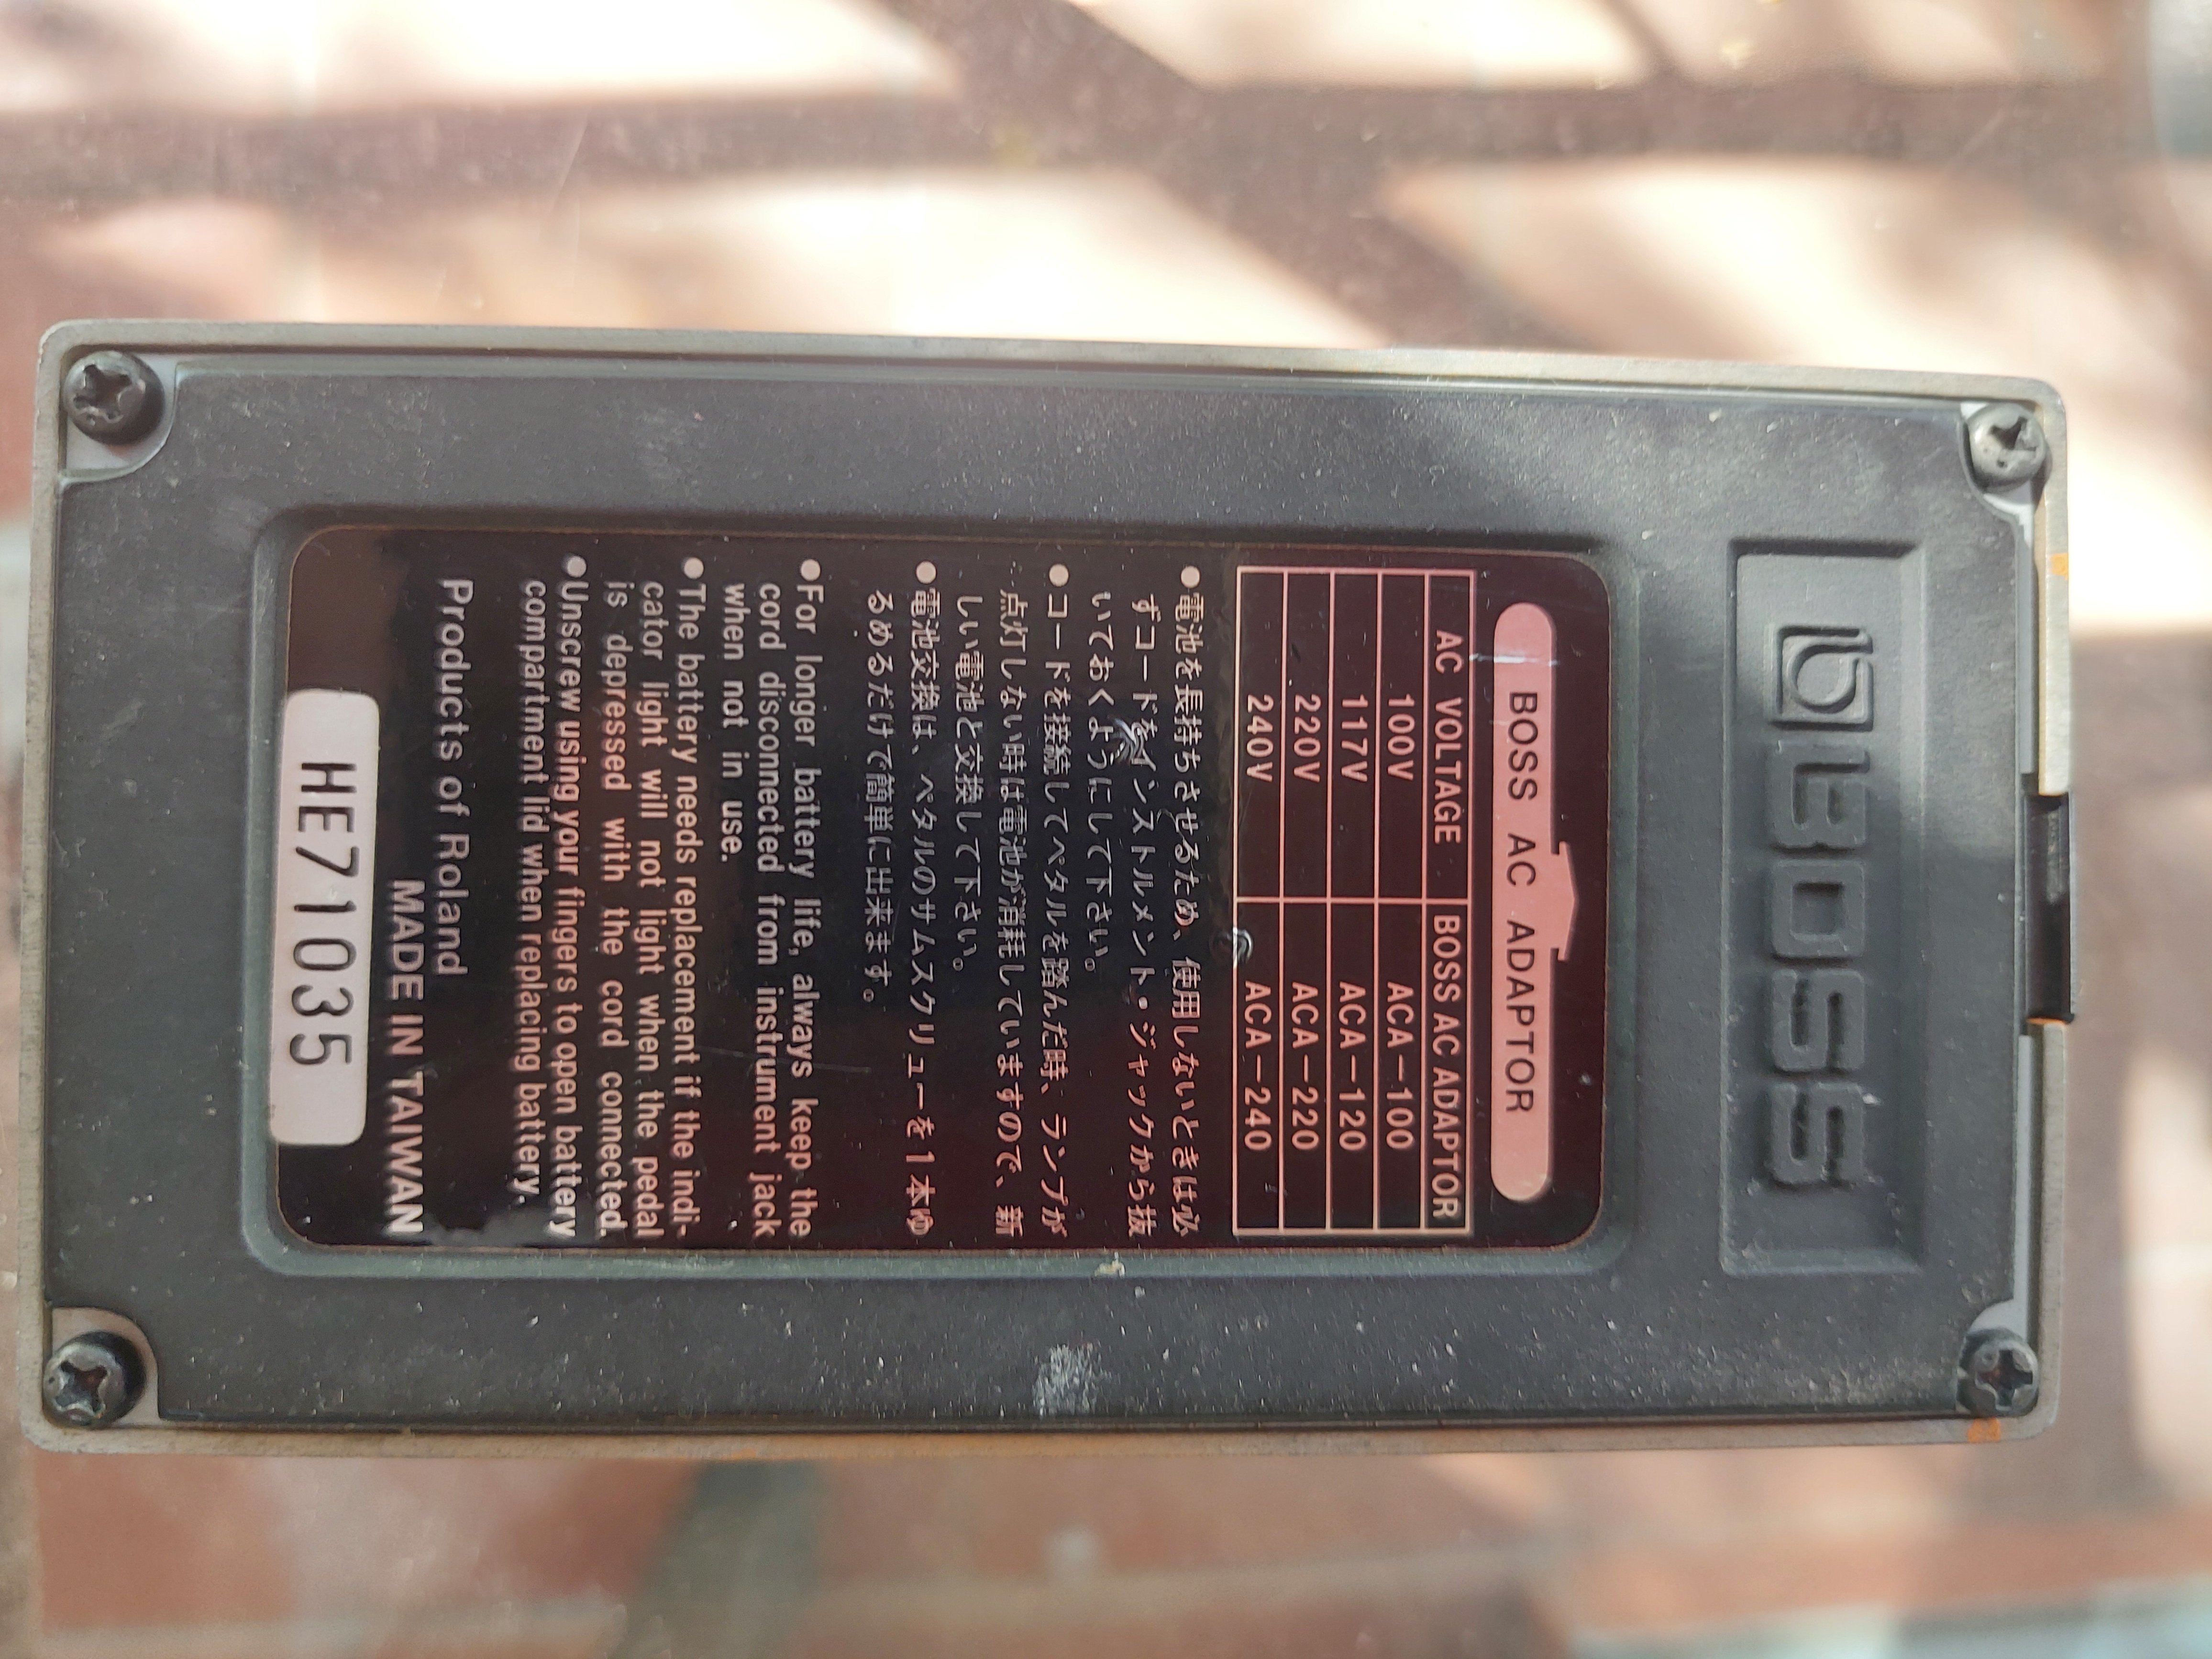 BOSS
BOSS AC ADAPTOR
AC VOLTAGE BOSS AC ADAPTOR
100V ACA-100
117V ACA-120
220V ACA-220
240V ACA-240
●電池を長持ちさせるため、使用しないときは必
ずコードをインストルメント・ジャックから抜
いておくようにして下さい。
●コードを接続してペタルを踏んだ時、ランプが
点灯しない時は電池が消耗していますので、新
しい電池と交換して下さい。
●電池交換は、ペタルのサムスクリューを1本ゆ
るめるだけで簡単に出来ます。
●For longer battery life, always keep the
cord disconnected from instrument jack
when not in use.
●The battery needs replacement if the indi-
cator light will not light when the pedal
is depressed with the cord connected.
●Unscrew using your fingers to open battery
compartment lid when replacing battery.
Products of Roland
MADE IN TAIWAN
HE71035